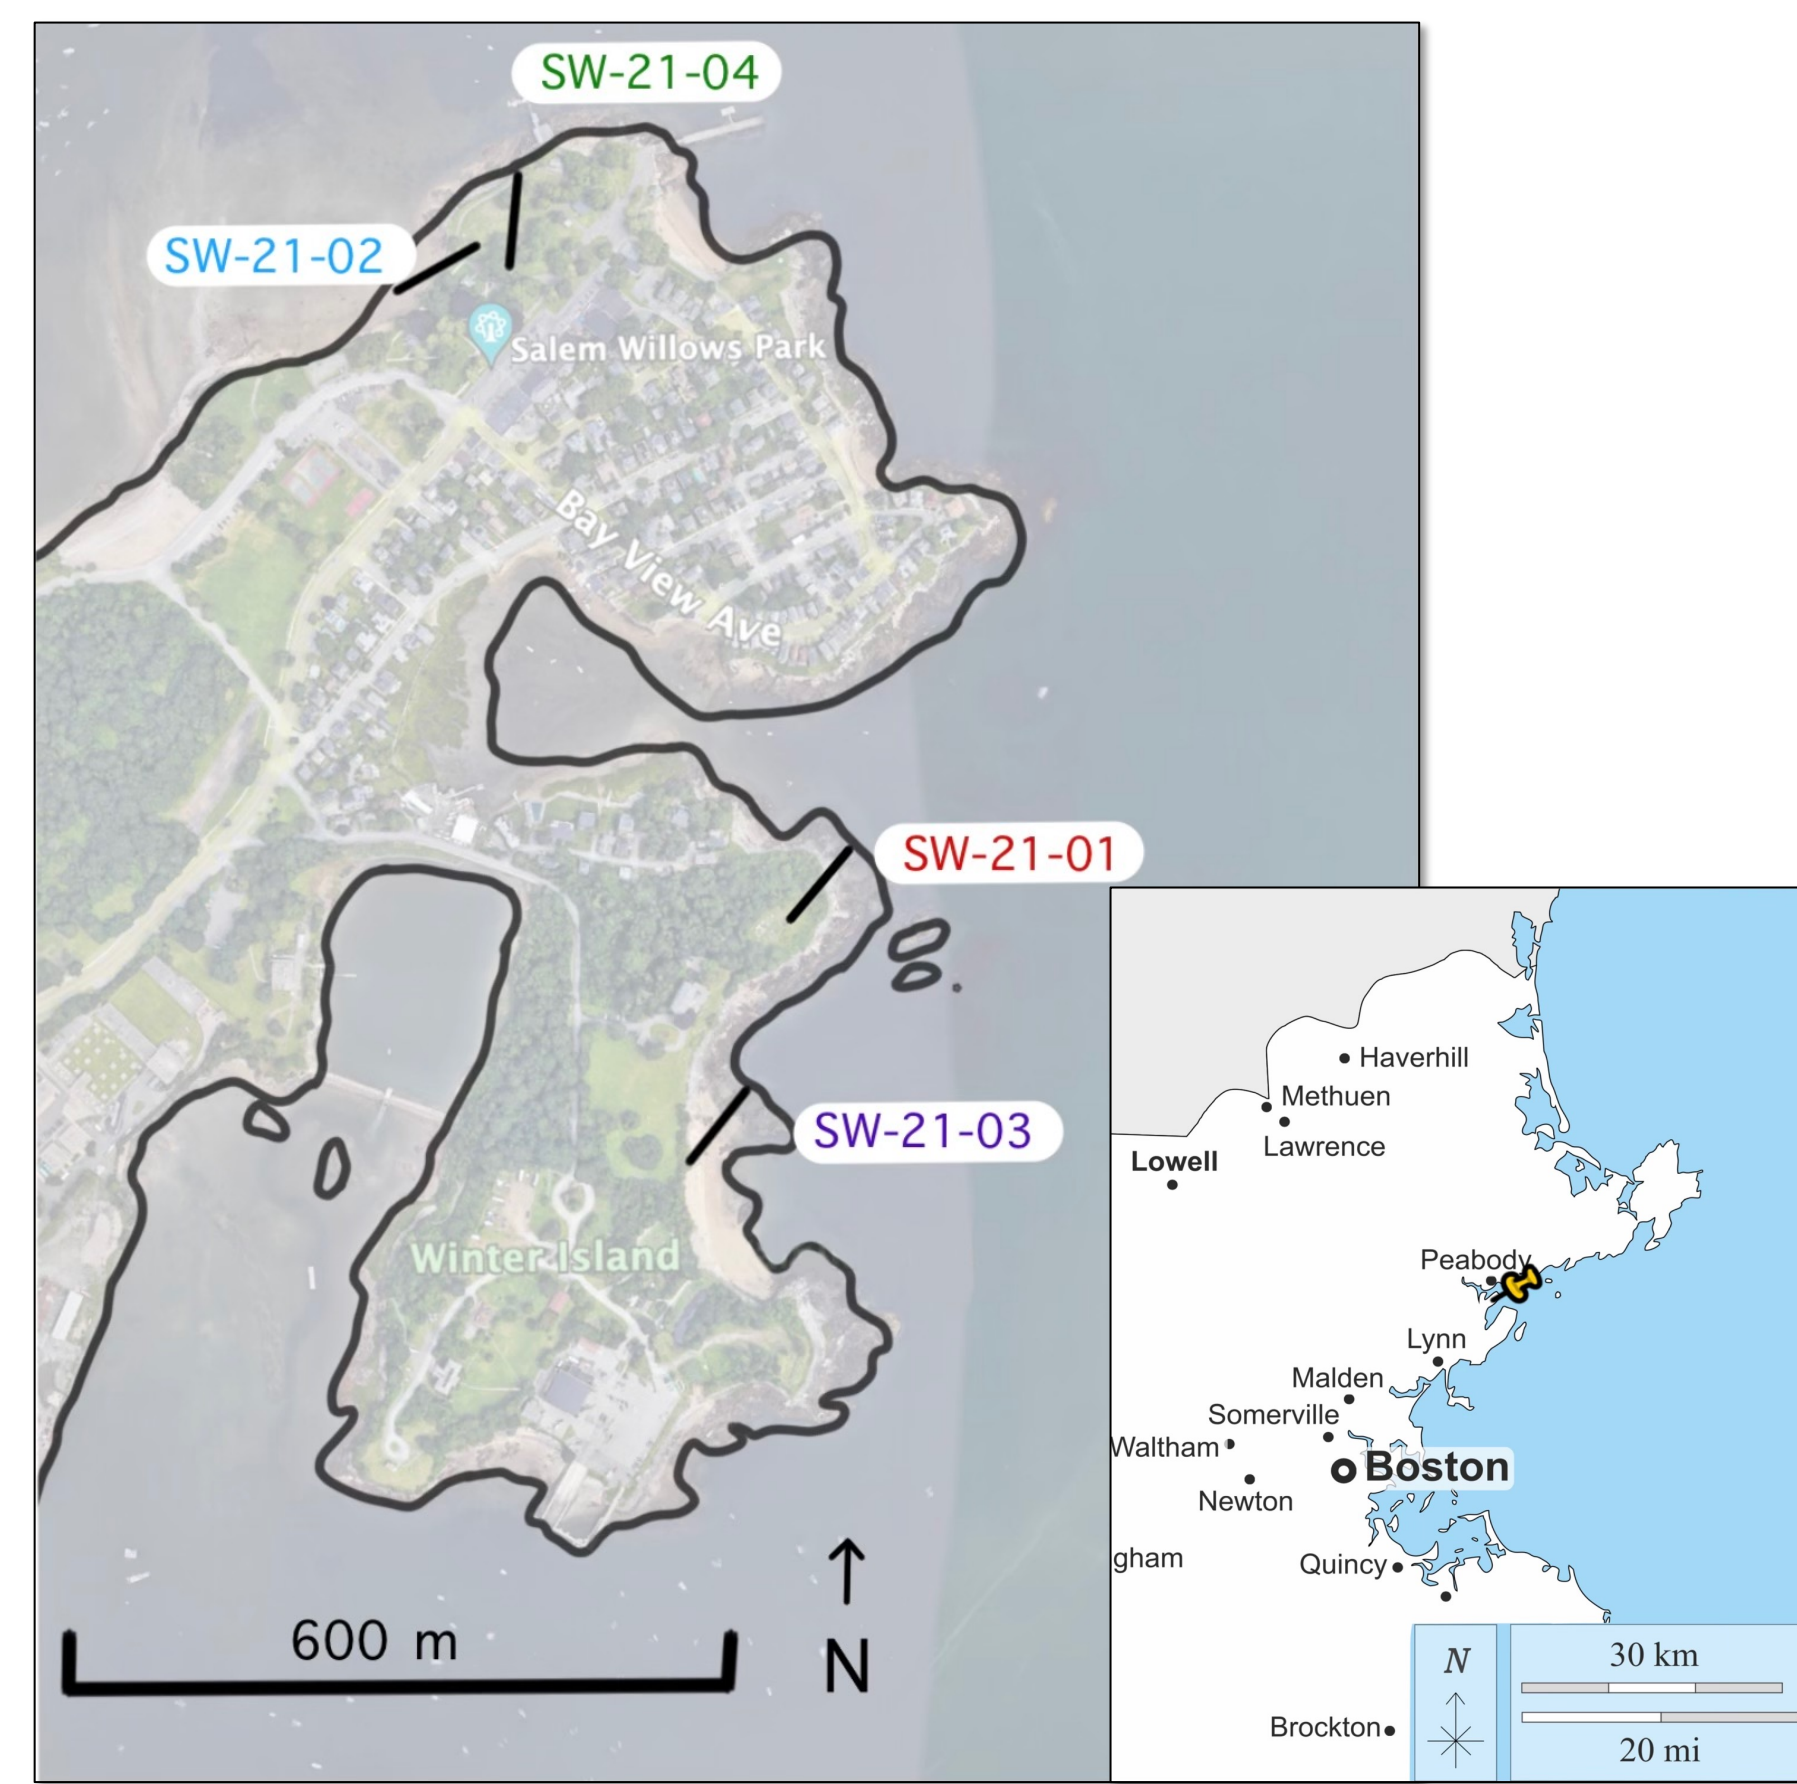 SW-21-04
SW-21-02
Salem Willows Park
Bay View Ave
SW-21-01
SW-21-03
Winter Island
600 m
N
Haverhill
Methuen
Lawrence
Lowell
Peabody
Lynn
Malden
Somerville
Waltham
Boston
Newton
gham
Quincy
Brockton
N
30 km
20 mi